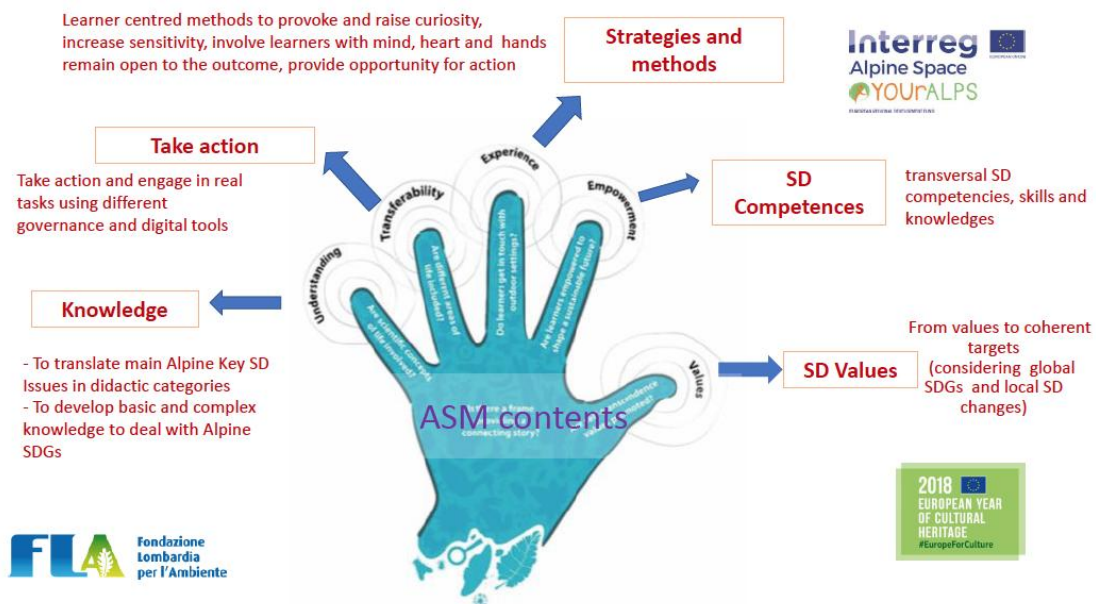 Learner centred methods to provoke and raise curiosity,
increase sensitivity, involve learners with mind, heart and hands
remain open to the outcome, provide opportunity for action
Strategies and
methods
Interreg
Alpine Space
YOUrALPS
Take action
Take action and engage in real
tasks using different
governance and digital tools
Experience
Transferability
Empowerment
Understanding
Values
SD
Competences
transversal SD
competencies, skills and
knowledges
Knowledge
- To translate main Alpine Key SD
Issues in didactic categories
- To develop basic and complex
knowledge to deal with Alpine
SDGs
Are scientific concepts
of life involved?
Are different areas of
life included?
Do learners get in touch with
outdoor settings?
Are learners empowered to
shape a sustainable future?
SD Values
From values to coherent
targets
(considering global
SDGs and local SD
changes)
ASM contents
a frame
connecting story?
transcendence
2018
EUROPEAN YEAR
OF CULTURAL
HERITAGE
#EuropeForCulture
FLA
Fondazione
Lombardia
per l'Ambiente